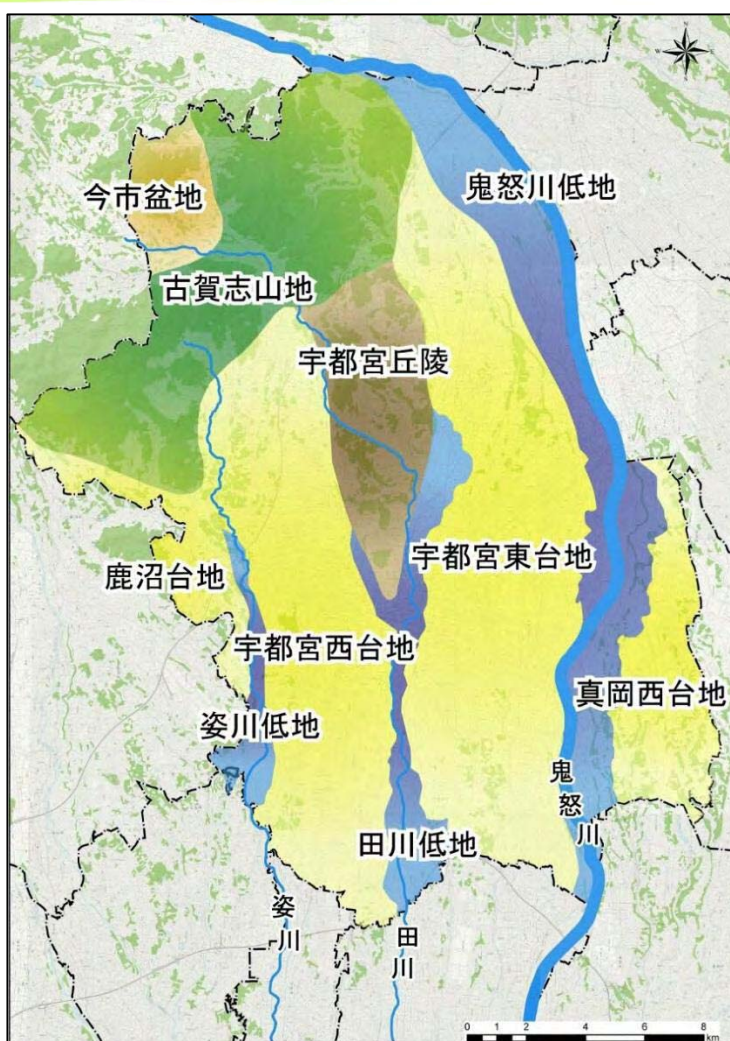 鬼怒川低地
今市盆地
古賀志山地
宇都宮丘陵
宇都宮東台地
鹿沼台地
宇都宮西台地
真岡西台地
姿川低地
鬼怒川
田川低地
姿川
田川
0 1 2 4 6 8
km